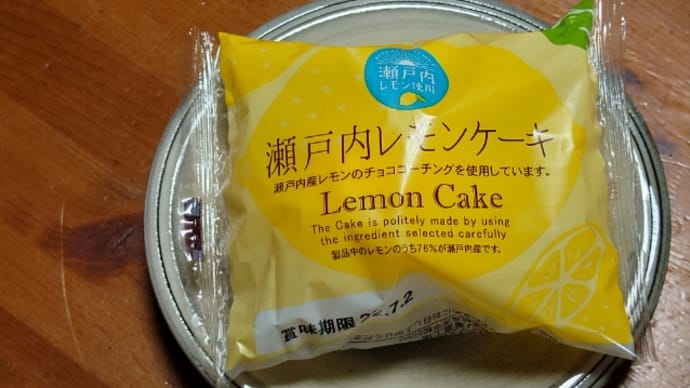 瀬戸内
レモン使用
瀬戸内レモンケーキ
瀬戸内産レモンのチョココーチングを使用しています。
Lemon Cake
The Cake is politely made by using
the ingredient selected carefully
製品中のレモンのうち76%が瀬戸内産です。
賞味期限 22.7.2